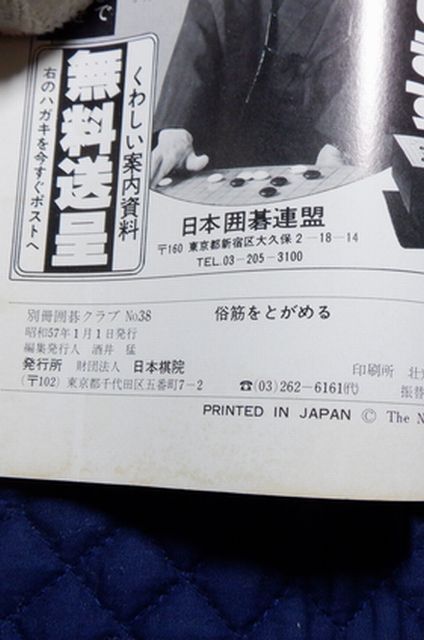 で
くわしい案内資料
無料送呈
右のハガキを今すぐポストへ
日本囲碁連盟
〒160 東京都新宿区大久保2-18-14
TEL.03-205-3100
別冊囲碁クラブ No.38
俗筋をとがめる
昭和57年1月1日発行
編集発行人 酒井 猛
発行所 財団法人 日本棋院
印刷所 壮
(〒102) 東京都千代田区五番町7-2
☎(03)262-6161(代)
振替
PRINTED IN JAPAN © The N